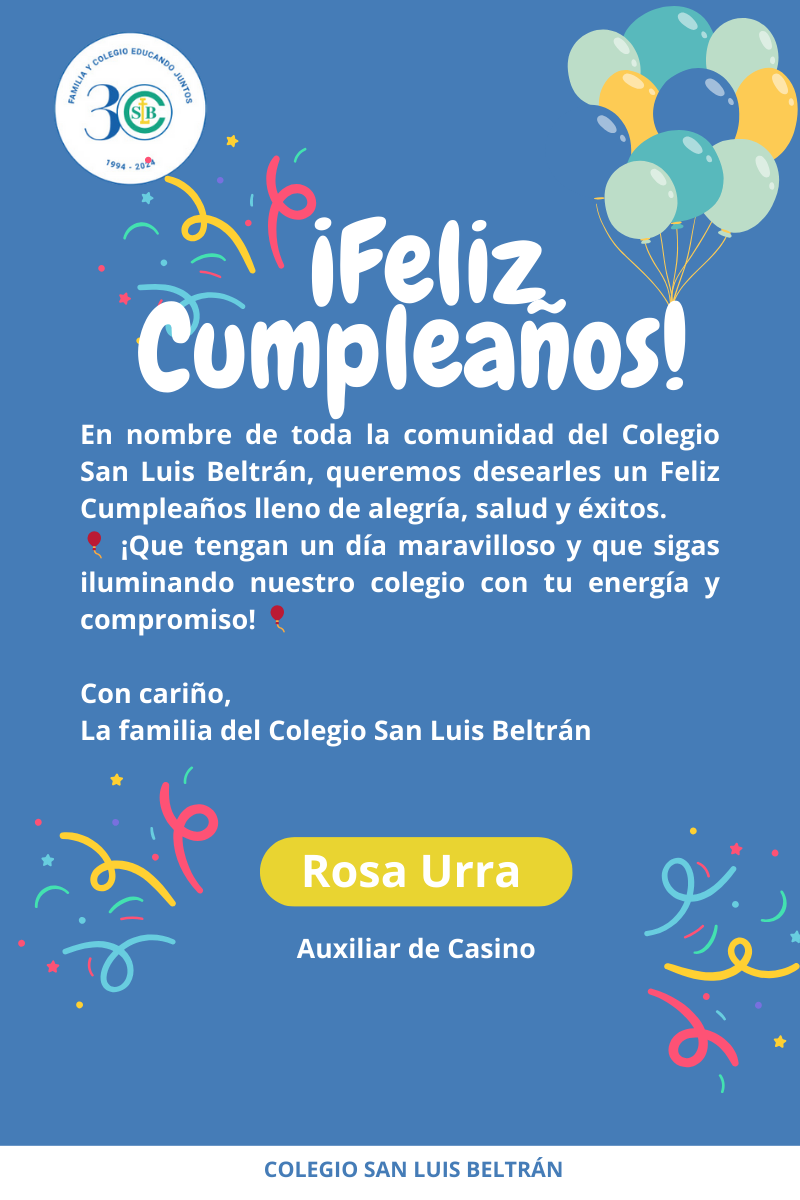 FAMILIA Y COLEGIO EDUCANDO JUNTOS
30
SLBC
1994 - 2024
¡Feliz
Cumpleaños!
En nombre de toda la comunidad del Colegio
San Luis Beltrán, queremos desearles un Feliz
Cumpleaños lleno de alegría, salud y éxitos.
🎈 ¡Que tengan un día maravilloso y que sigas
iluminando nuestro colegio con tu energía y
compromiso! 🎈
Con cariño,
La familia del Colegio San Luis Beltrán
Rosa Urra
Auxiliar de Casino
COLEGIO SAN LUIS BELTRÁN